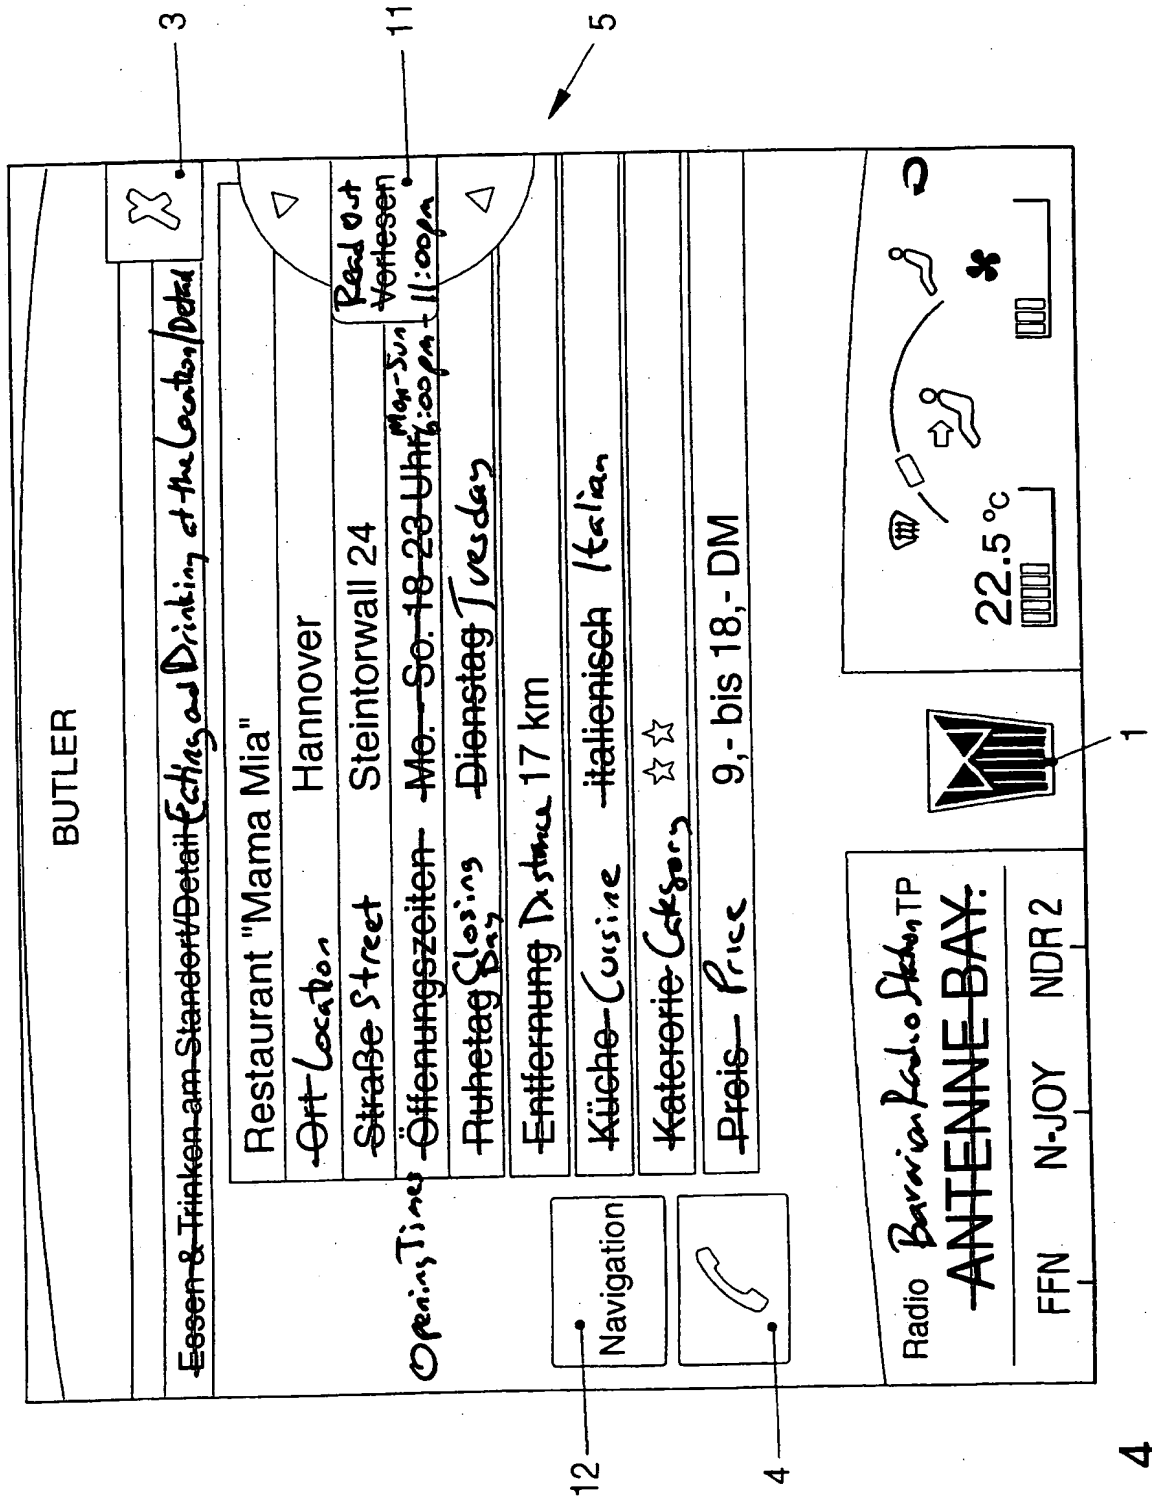 BUTLER
3
Essen & Trinken am Standort/Detail Eating and Drinking at the Location/Detail
Restaurant "Mama Mia"
Ort Location Hannover
Read Out
Vorlesen
11
Straße Street Steintorwall 24
Opening Times Öffenungszeiten Mo. - So. 18-23 Uhr Mon-Sun 6:00pm - 11:00pm
Ruhetag Closing Day Dienstag Tuesday
5
Entfernung Distance 17 km
12
Navigation
Küche Cuisine italienisch Italian
Katerorie Category ☆ ☆
4
Preis Price 9,- bis 18,- DM
Radio Bavarian Radio Station TP
ANTENNE BAY.
FFN N-JOY NDR 2
1
22.5 °C
4